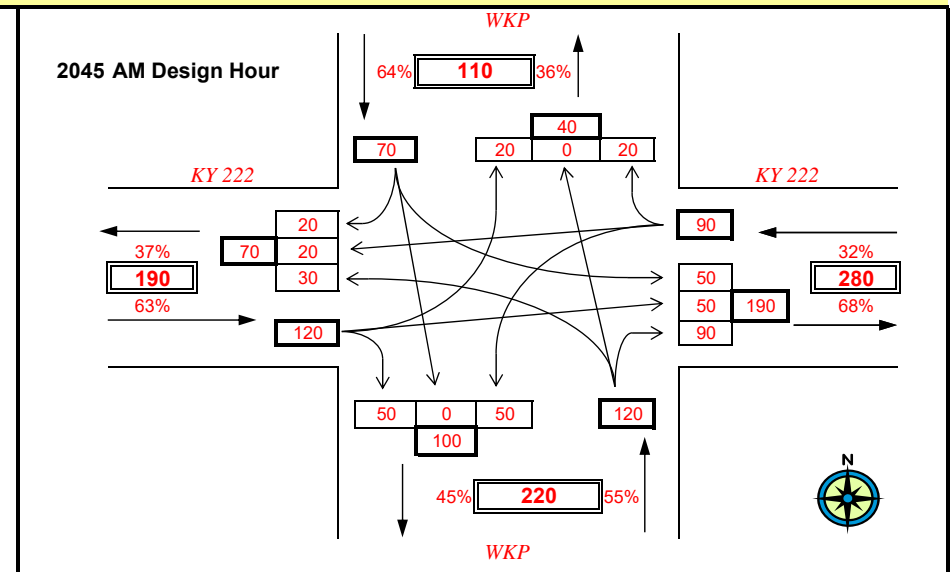 WKP
2045 AM Design Hour
64% 110 36%
40
70 20 0 20
KY 222 KY 222
20 90
37% 70 20 32%
190 30 50 280
63% 50 190 68%
120 90
50 0 50 120
100
N
45% 220 55%
WKP